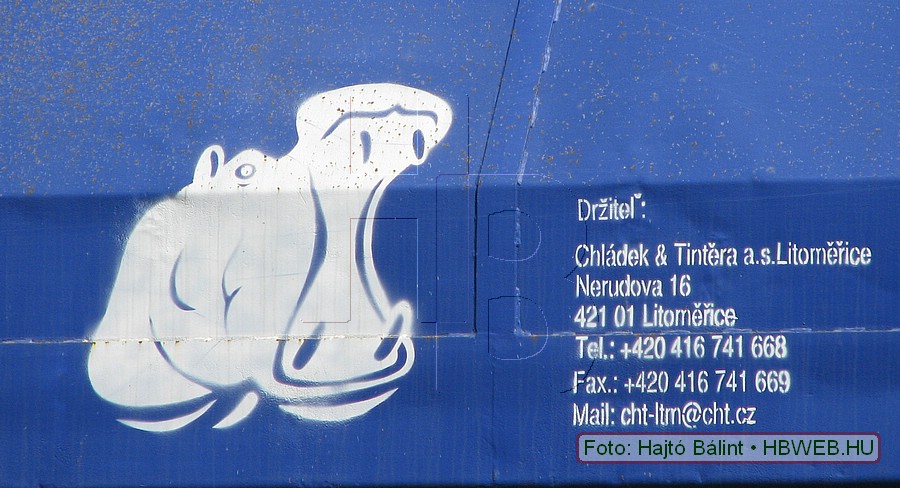 Držiteľ:
Chládek & Tintěra a.s.Litoměřice
Nerudova 16
421 01 Litoměřice
Tel.: +420 416 741 668
Fax.: +420 416 741 669
Mail: cht-ltm@cht.cz
Foto: Hajtó Bálint • HBWEB.HU